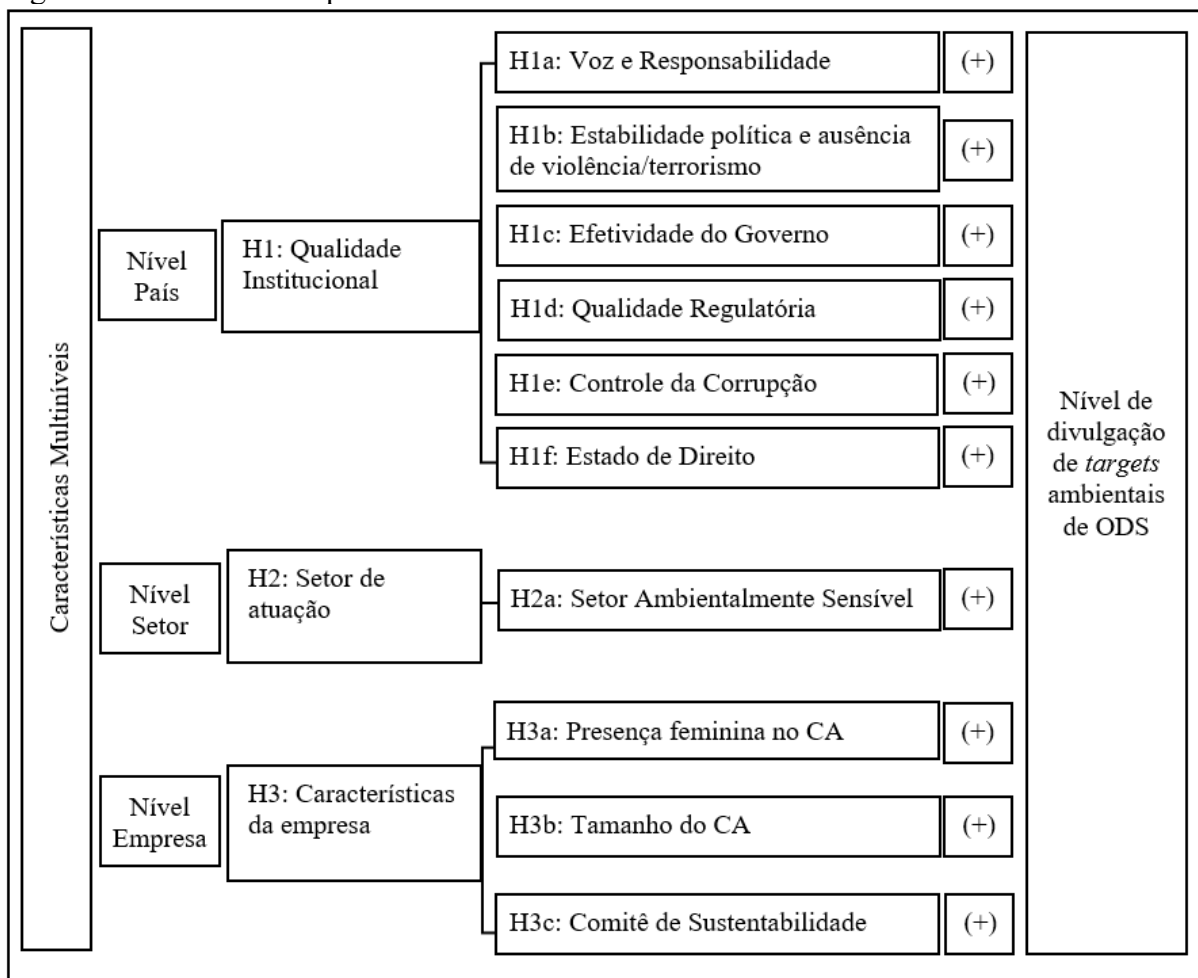 Características Multiníveis
Nível
País
H1: Qualidade
Institucional
H1a: Voz e Responsabilidade
(+)
H1b: Estabilidade política e ausência
de violência/terrorismo
(+)
H1c: Efetividade do Governo
(+)
H1d: Qualidade Regulatória
(+)
H1e: Controle da Corrupção
(+)
H1f: Estado de Direito
(+)
Nível
Setor
H2: Setor de
atuação
H2a: Setor Ambientalmente Sensível
(+)
Nível
Empresa
H3: Características
da empresa
H3a: Presença feminina no CA
(+)
H3b: Tamanho do CA
(+)
H3c: Comitê de Sustentabilidade
(+)
Nível de
divulgação
de targets
ambientais
de ODS